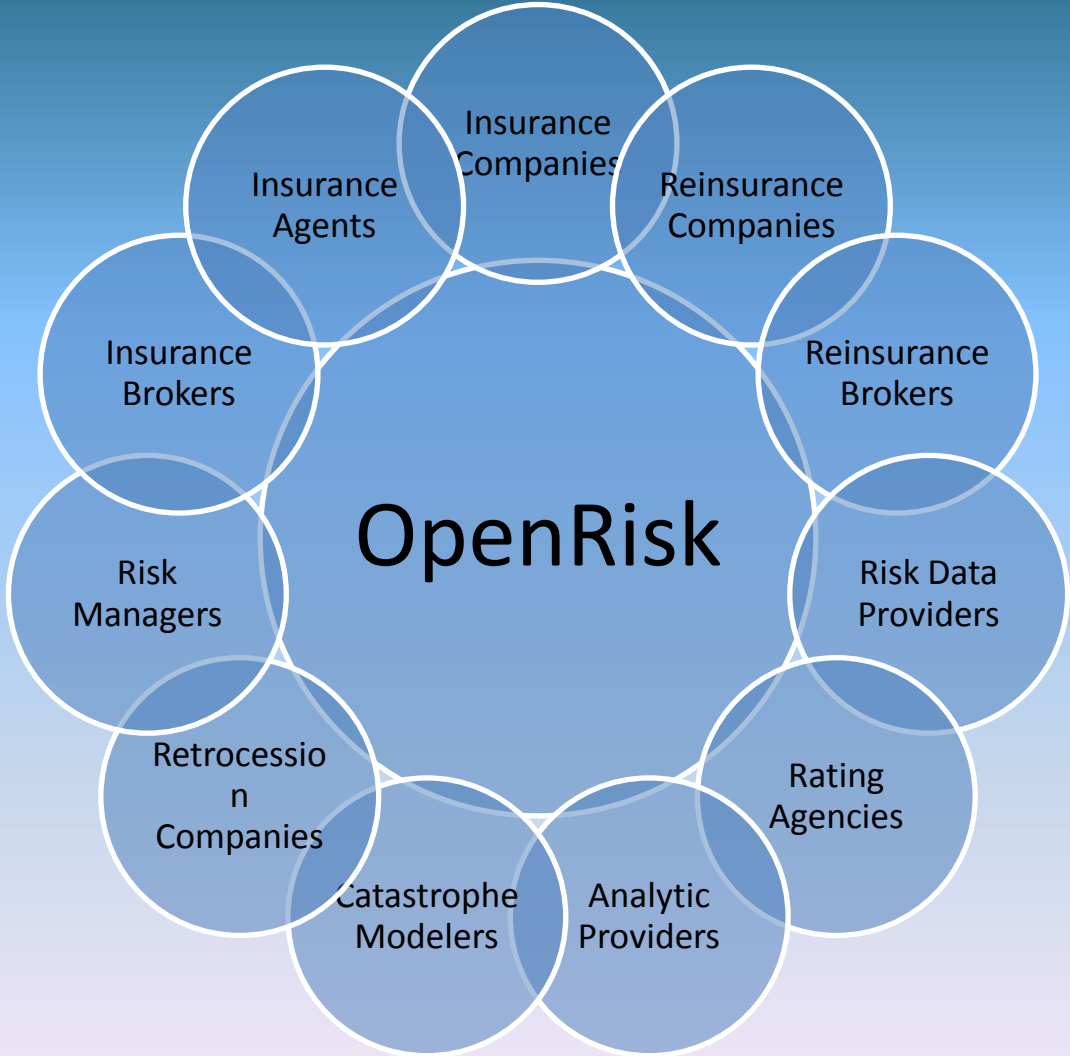 Insurance
Companies
Insurance
Agents
Reinsurance
Companies
Insurance
Brokers
Reinsurance
Brokers
OpenRisk
Risk
Managers
Risk Data
Providers
Retrocessio
n
Companies
Rating
Agencies
Catastrophe
Modelers
Analytic
Providers